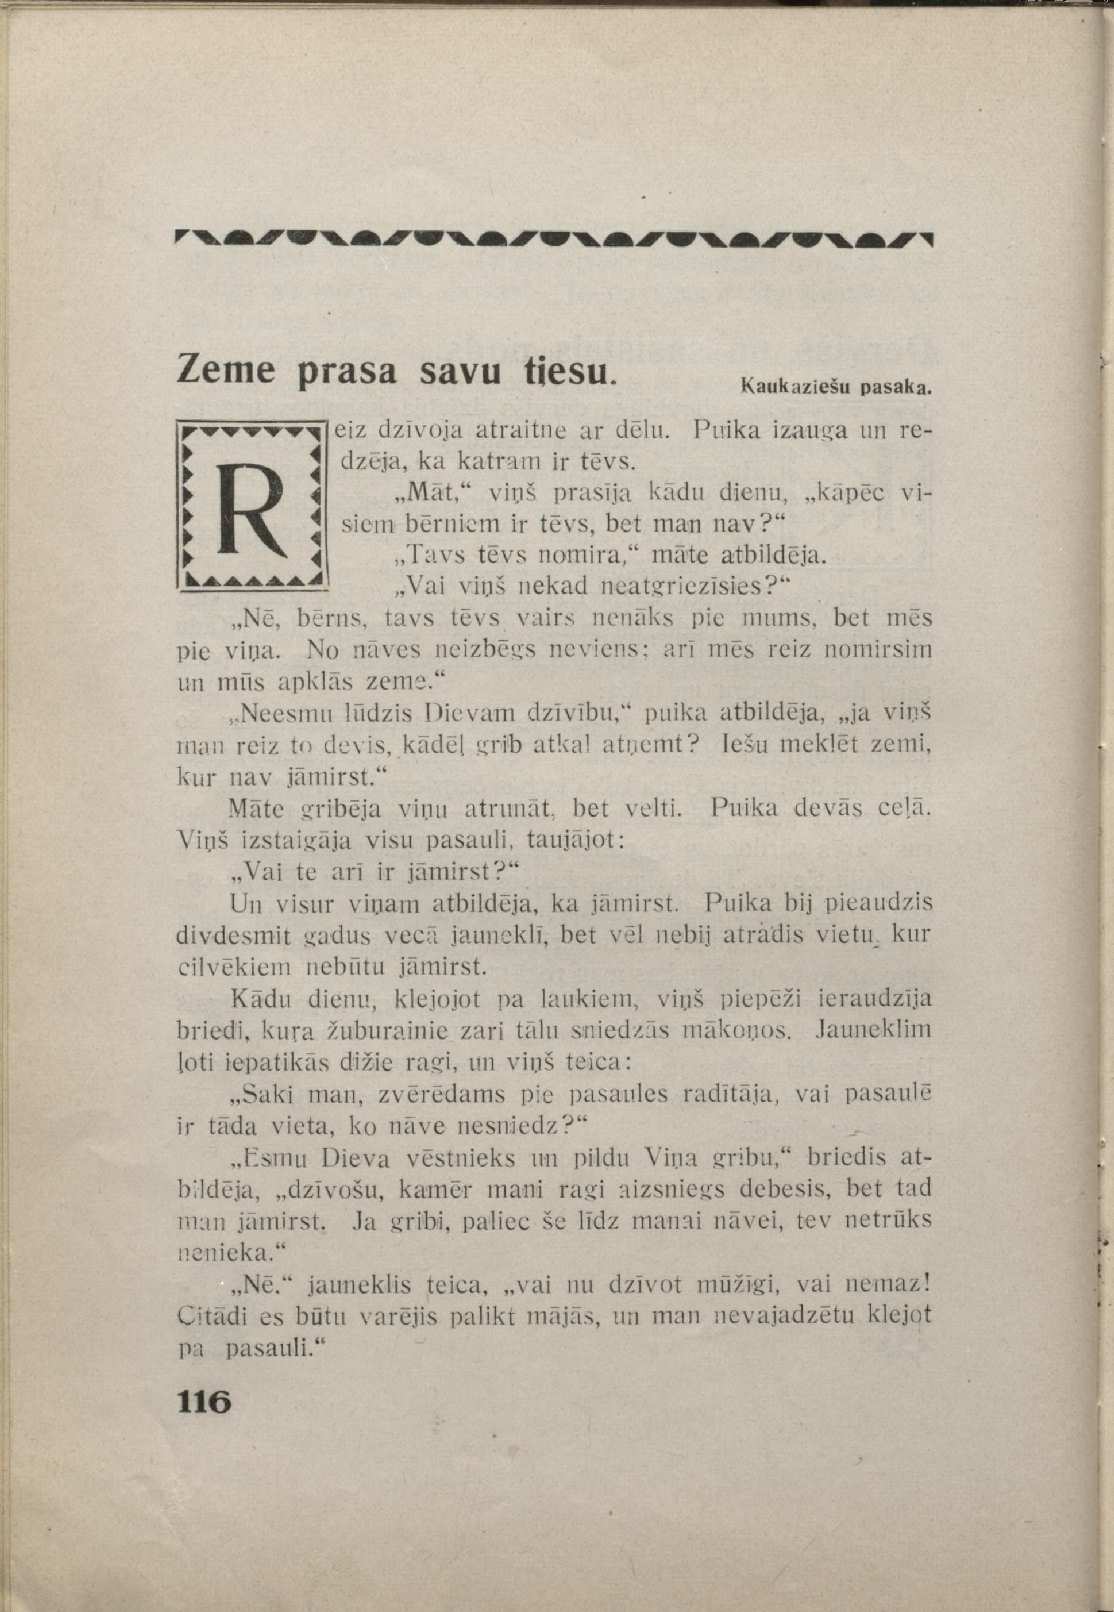 Zeme prasa savu tiesu.
Kaukaziešu pasaka.
Reiz dzīvoja atraitne ar dēlu. Puika izauga un re-
dzēja, ka katram ir tēvs.
„Māt,“ viņš prasīja kādu dienu, „kāpēc vi-
siem bērniem ir tēvs, bet man nav?“
„Tavs tēvs nomira,“ māte atbildēja.
„Vai viņš nekad neatgriezīsies?“
„Nē, bērns, tavs tēvs vairs nenāks pie mums, bet mēs
pie viņa. No nāves neizbēgs neviens; arī mēs reiz nomirsim
un mūs apklās zeme.“
„Neesmu lūdzis Dievam dzīvību,“ puika atbildēja, „ja viņš
man reiz to devis, kādēļ grib atkal atņemt? Iešu meklēt zemi,
kur nav jāmirst.“
Māte gribēja viņu atrunāt, bet velti. Puika devās ceļā.
Viņš izstaigāja visu pasauli, taujājot:
„Vai te arī ir jāmirst?“
Un visur viņam atbildēja, ka jāmirst. Puika bij pieaudzis
divdesmit gadus vecā jauneklī, bet vēl nebij atradis vietu, kur
cilvēkiem nebūtu jāmirst.
Kādu dienu, klejojot pa laukiem, viņš piepēži ieraudzīja
briedi, kuŗa žuburainie zari tālu sniedzās mākoņos. Jauneklim
ļoti iepatikās dižie ragi, un viņš teica:
„Saki man, zvērēdams pie pasaules radītāja, vai pasaulē
ir tāda vieta, ko nāve nesniedz?“
„Esmu Dieva vēstnieks un pildu Viņa gribu,“ briedis at-
bildēja, „dzīvošu, kamēr mani ragi aizsniegs debesis, bet tad
man jāmirst. Ja gribi, paliec še līdz manai nāvei, tev netrūks
nenieka.“
„Nē.“ jauneklis teica, „vai nu dzīvot mūžīgi, vai nemaz!
Citādi es būtu varējis palikt mājās, un man nevajadzētu klejot
pa pasauli.“
116